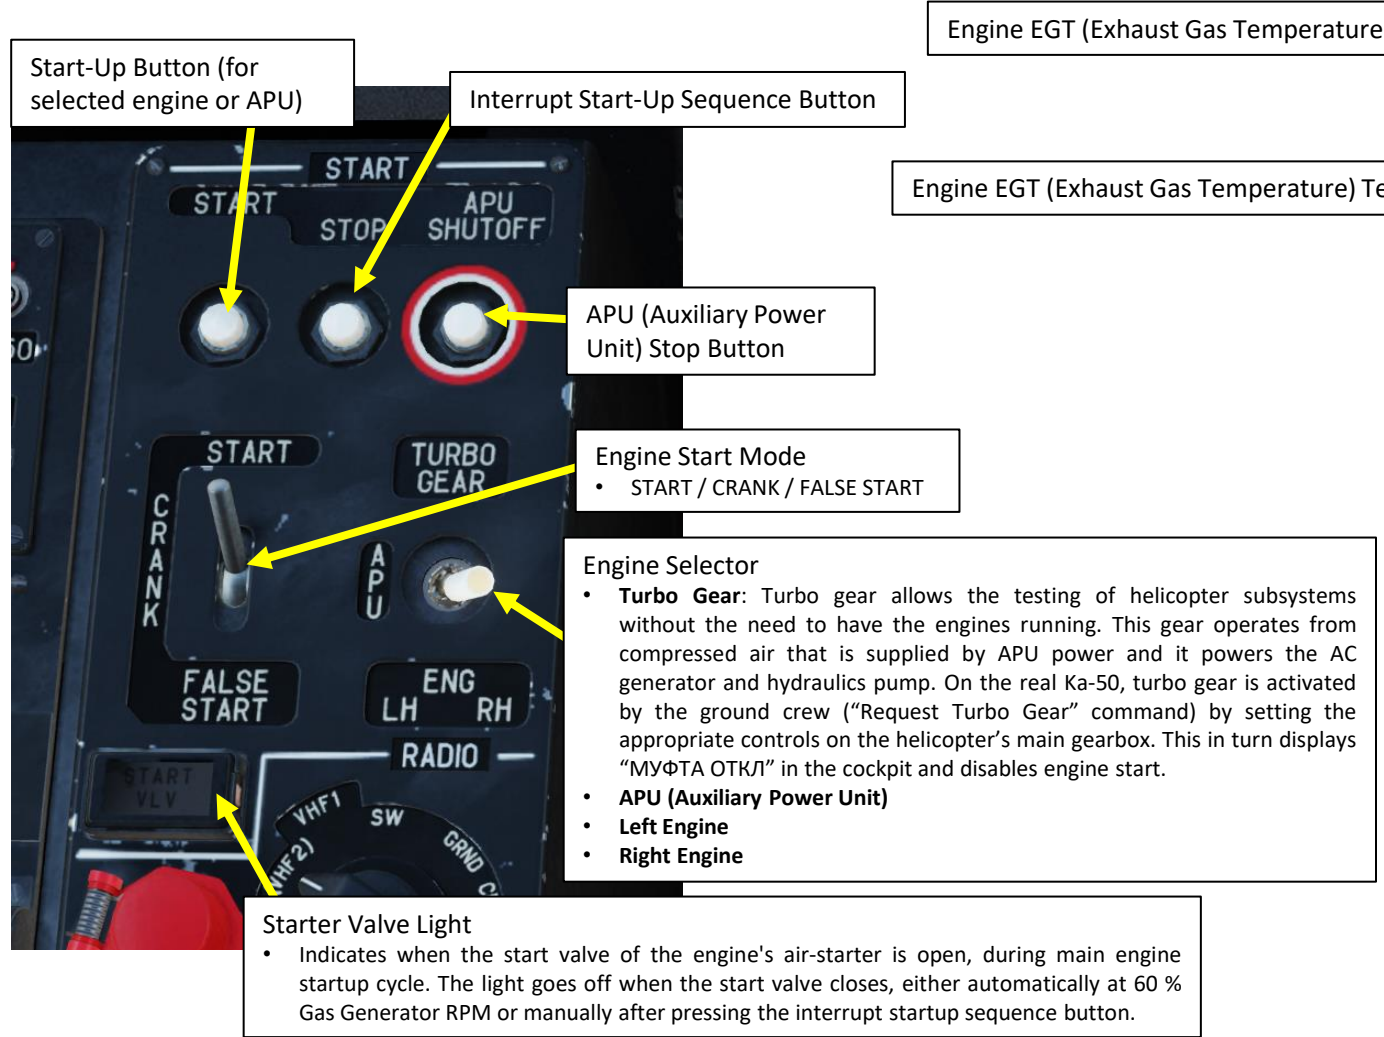 Engine EGT (Exhaust Gas Temperature
Start-Up Button (for
selected engine or APU)
Interrupt Start-Up Sequence Button
Engine EGT (Exhaust Gas Temperature) Te
START
START
STOP
APU
SHUTOFF
APU (Auxiliary Power
Unit) Stop Button
50
START
CRANK
FALSE
START
TURBO
GEAR
APU
ENG
LH RH
Engine Start Mode
• START / CRANK / FALSE START
Engine Selector
• Turbo Gear: Turbo gear allows the testing of helicopter subsystems
without the need to have the engines running. This gear operates from
compressed air that is supplied by APU power and it powers the AC
generator and hydraulics pump. On the real Ka-50, turbo gear is activated
by the ground crew (“Request Turbo Gear” command) by setting the
appropriate controls on the helicopter’s main gearbox. This in turn displays
“МУФТА ОТКЛ” in the cockpit and disables engine start.
• APU (Auxiliary Power Unit)
• Left Engine
• Right Engine
START
VLV
RADIO
VHF2)
VHF1
SW
GRND
Starter Valve Light
• Indicates when the start valve of the engine's air-starter is open, during main engine
startup cycle. The light goes off when the start valve closes, either automatically at 60 %
Gas Generator RPM or manually after pressing the interrupt startup sequence button.